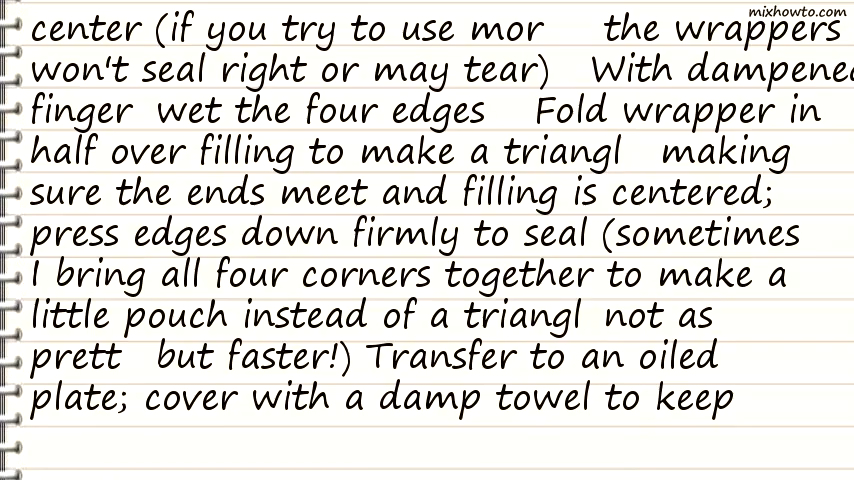 mixhowto.com
center (if you try to use mor the wrappers
won't seal right or may tear) With dampened
finger wet the four edges Fold wrapper in
half over filling to make a triangl making
sure the ends meet and filling is centered;
press edges down firmly to seal (sometimes
I bring all four corners together to make a
little pouch instead of a triangl not as
prett but faster!) Transfer to an oiled
plate; cover with a damp towel to keep